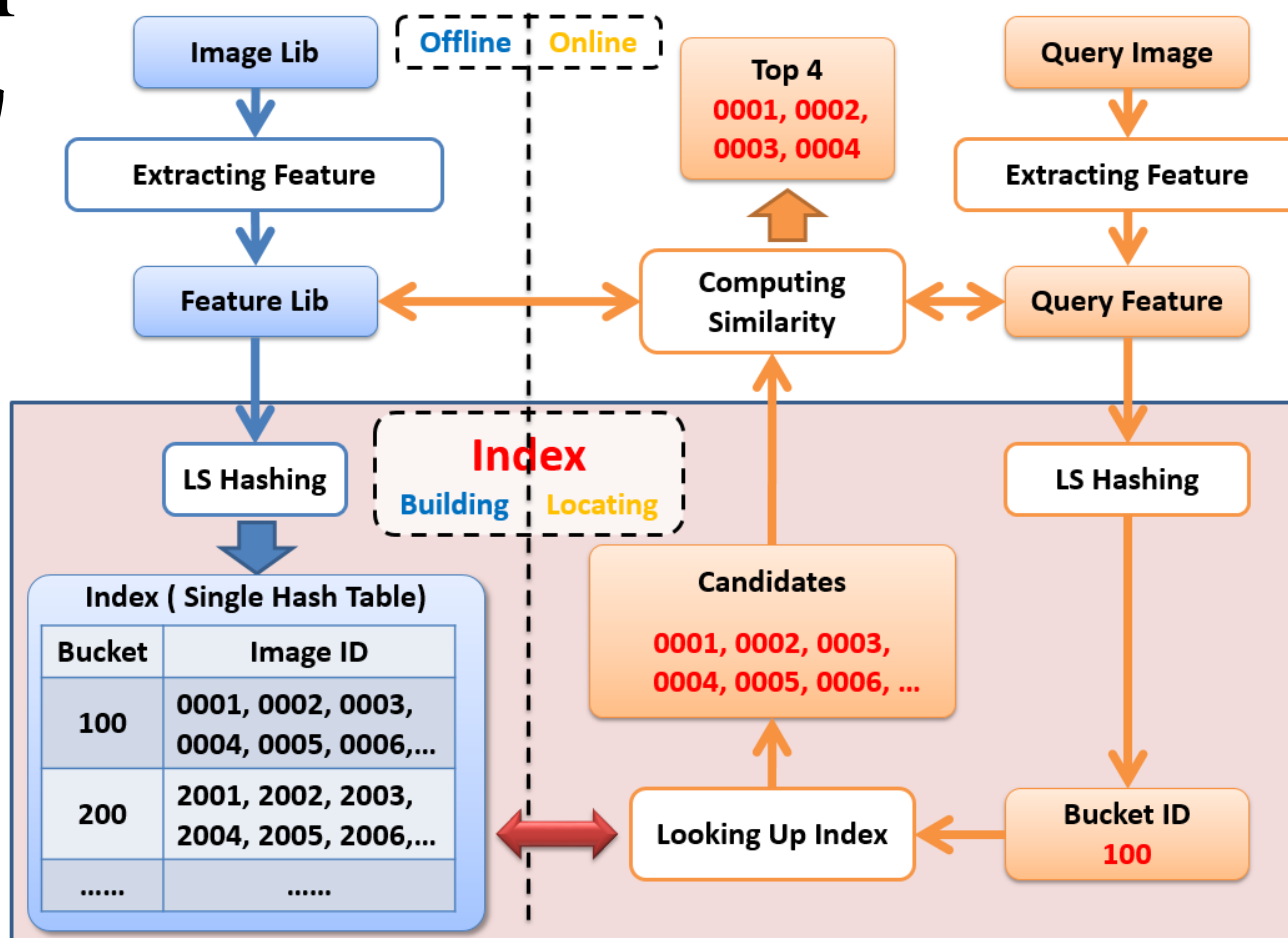 Image Lib
Offline Online
Top 4
0001, 0002,
0003, 0004
Query Image
Extracting Feature
Extracting Feature
Feature Lib
Computing
Similarity
Query Feature
LS Hashing
Index
Building Locating
LS Hashing
Index ( Single Hash Table)
Bucket Image ID
100
0001, 0002, 0003,
0004, 0005, 0006,...
200
2001, 2002, 2003,
2004, 2005, 2006,...
...... ......
Candidates
0001, 0002, 0003,
0004, 0005, 0006, ...
Looking Up Index
Bucket ID
100